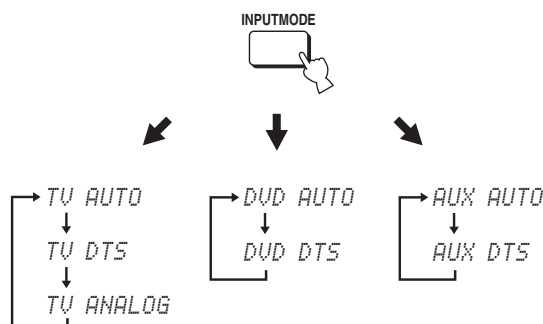 INPUTMODE
TV AUTO
TV DTS
TV ANALOG
DVD AUTO
DVD DTS
AUX AUTO
AUX DTS